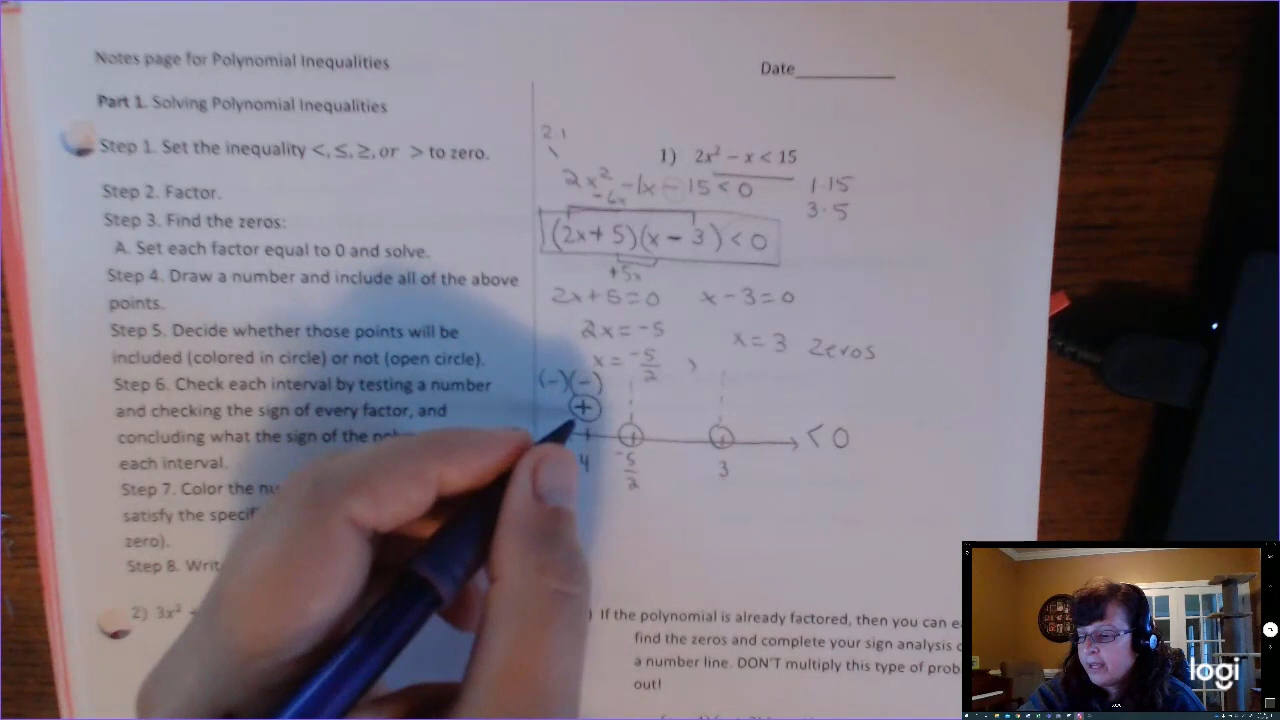 Notes page for Polynomial Inequalities
Date
Part 1. Solving Polynomial Inequalities
Step 1. Set the inequality <, ≤, ≥, or > to zero.
Step 2. Factor.
Step 3. Find the zeros:
A. Set each factor equal to 0 and solve.
Step 4. Draw a number and include all of the above
points.
Step 5. Decide whether those points will be
included (colored in circle) or not (open circle).
Step 6. Check each interval by testing a number
and checking the sign of every factor, and
concluding what the sign of the
each interval.
Step 7. Color the
satisfy the
zero).
Step 8.
2) 3x²
2·1
1) 2x² − x < 15
2x² − 1x − 15 < 0
1·15
−6x
3·5
(2x + 5)(x − 3) < 0
+5x
2x + 5 = 0 x − 3 = 0
2x = −5 x = 3 zeros
x = −5/2 ,
(−)(−)
+
< 0
4 −5/2 3
If the polynomial is already factored, then you can
find the zeros and complete your sign analysis
a number line. DON'T multiply this type of
out!
logi